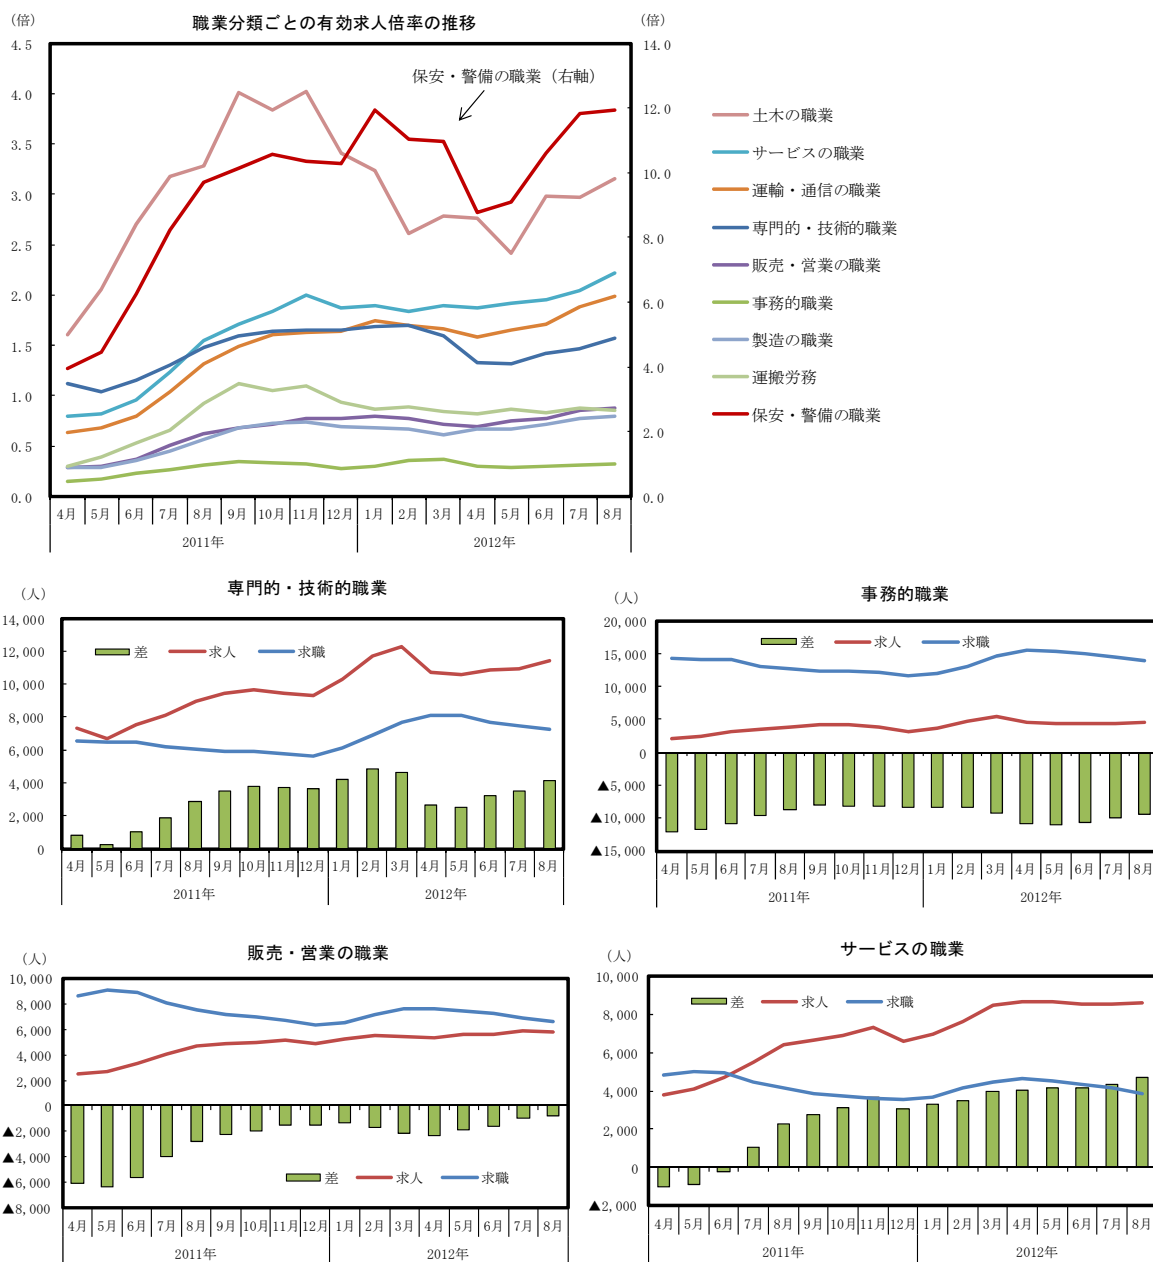 職業分類ごとの有効求人倍率の推移
(倍) (倍)
4.5 14.0
4.0 12.0
3.5 10.0
3.0 8.0
2.5 6.0
2.0 4.0
1.5 2.0
1.0 0.0
0.5
0.0
保安・警備の職業（右軸）
土木の職業
サービスの職業
運輸・通信の職業
専門的・技術的職業
販売・営業の職業
事務的職業
製造の職業
運搬労務
保安・警備の職業
4月 5月 6月 7月 8月 9月 10月 11月 12月 1月 2月 3月 4月 5月 6月 7月 8月
2011年 2012年
専門的・技術的職業
(人)
14,000
12,000
10,000
8,000
6,000
4,000
2,000
0
差 求人 求職
4月 5月 6月 7月 8月 9月 10月 11月 12月 1月 2月 3月 4月 5月 6月 7月 8月
2011年 2012年
事務的職業
(人)
20,000
15,000
10,000
5,000
0
▲5,000
▲10,000
▲15,000
差 求人 求職
4月 5月 6月 7月 8月 9月 10月 11月 12月 1月 2月 3月 4月 5月 6月 7月 8月
2011年 2012年
販売・営業の職業
(人)
10,000
8,000
6,000
4,000
2,000
0
▲2,000
▲4,000
▲6,000
▲8,000
差 求人 求職
4月 5月 6月 7月 8月 9月 10月 11月 12月 1月 2月 3月 4月 5月 6月 7月 8月
2011年 2012年
サービスの職業
(人)
10,000
8,000
6,000
4,000
2,000
0
▲2,000
差 求人 求職
4月 5月 6月 7月 8月 9月 10月 11月 12月 1月 2月 3月 4月 5月 6月 7月 8月
2011年 2012年